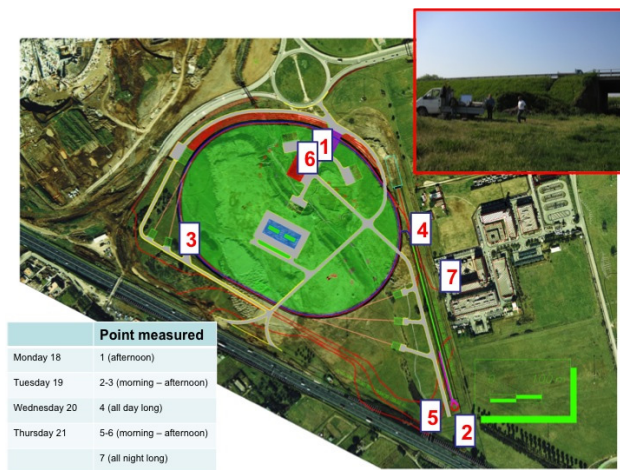 1
6
3
4
7
5
2
Point measured
Monday 18 1 (afternoon)
Tuesday 19 2-3 (morning – afternoon)
Wednesday 20 4 (all day long)
Thursday 21 5-6 (morning – afternoon)
7 (all night long)